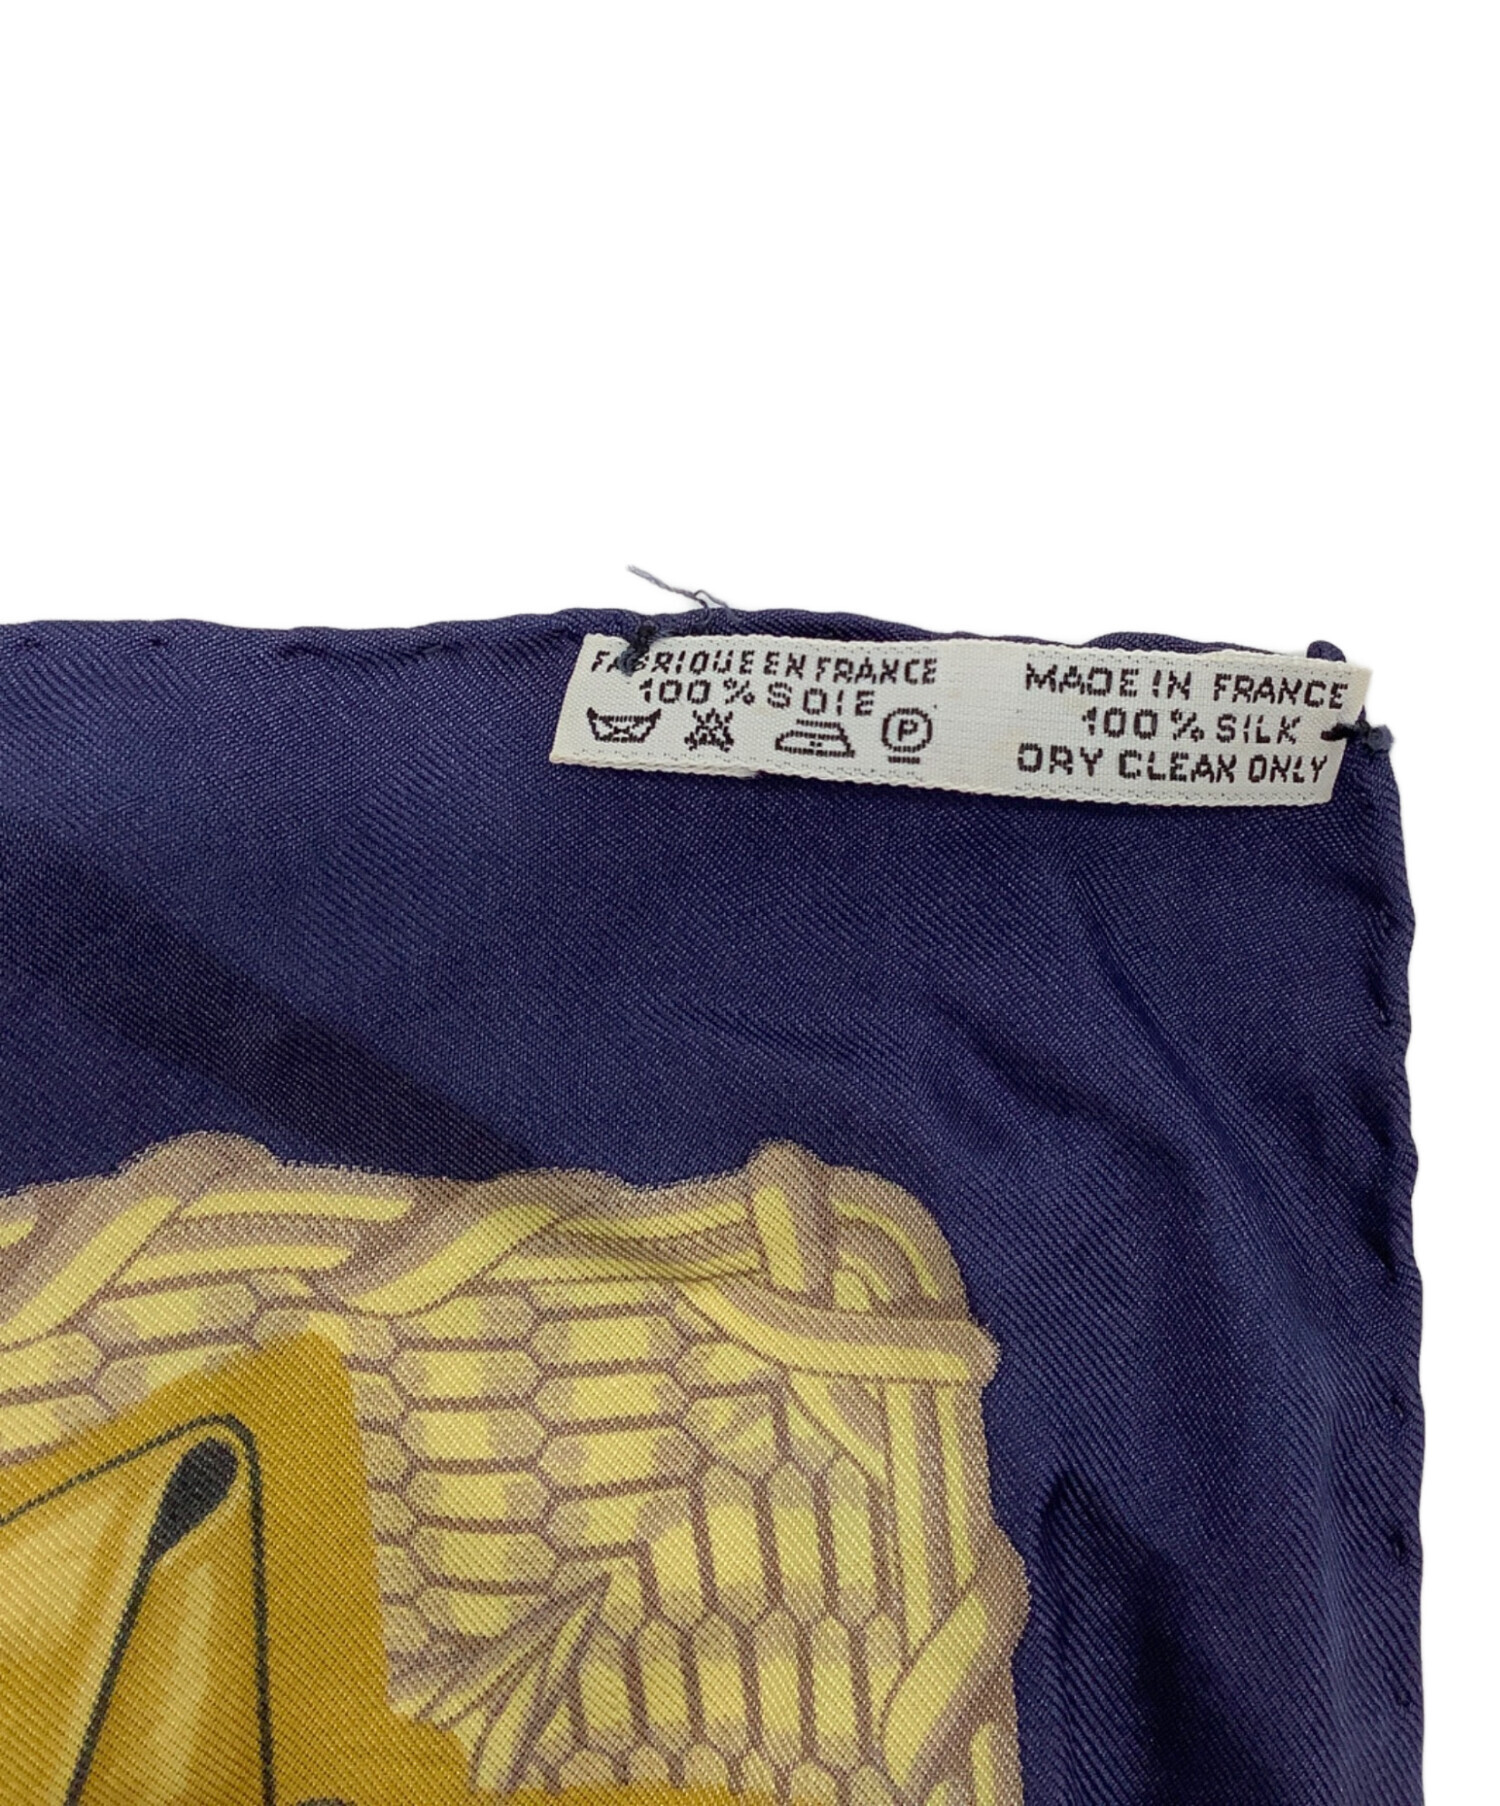 FABRIQUE EN FRANCE
100% SOIE
P
MADE IN FRANCE
100% SILK
DRY CLEAN ONLY